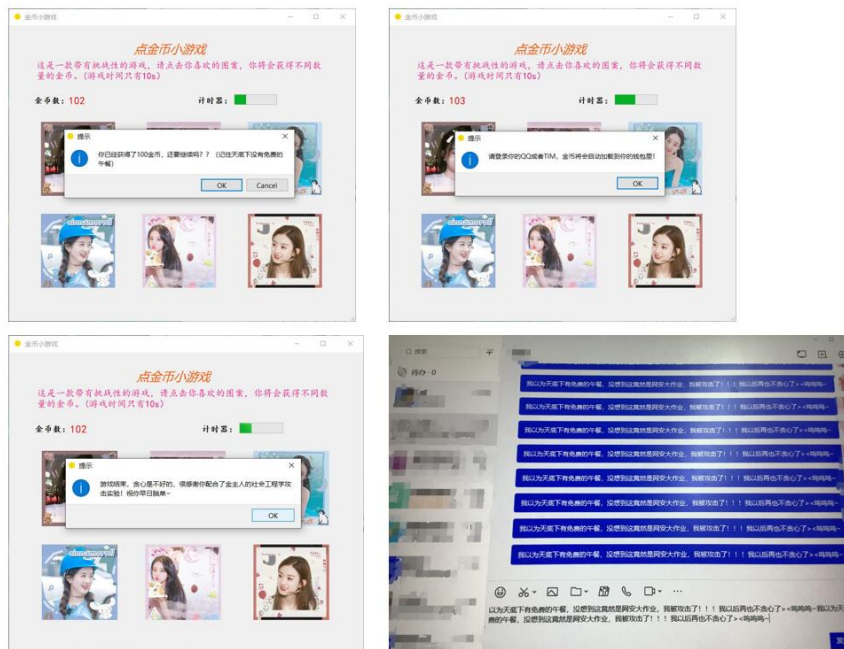 金币小游戏
点金币小游戏
这是一款带有挑战性的游戏，请点击你喜欢的图案，你将会获得不同数
量的金币。(游戏时间只有10s)
金币数：102
计时器：
提示
你已经获得了100金币，还要继续吗？？（记住天底下没有免费的
午餐）
OK
Cancel
cinnamoroll
金币小游戏
点金币小游戏
这是一款带有挑战性的游戏，请点击你喜欢的图案，你将会获得不同数
量的金币。(游戏时间只有10s)
金币数：103
计时器：
提示
请登录你的QQ或者TIM，金币将会自动加载到你的钱包里！
OK
cinnamoroll
金币小游戏
点金币小游戏
这是一款带有挑战性的游戏，请点击你喜欢的图案，你将会获得不同数
量的金币。(游戏时间只有10s)
金币数：102
计时器：
提示
游戏结束，贪心是不好的，很感谢你配合了金主人的社会工程学攻
击实验！祝你早日脱单~
OK
cinnamoroll
搜索
待办·0
我以为天底下有免费的午餐，没想到这竟然是网安大作业，我被攻击了！！！我以后再也不贪心了><呜呜呜~
我以为天底下有免费的午餐，没想到这竟然是网安大作业，我被攻击了！！！我以后再也不贪心了><呜呜呜~
我以为天底下有免费的午餐，没想到这竟然是网安大作业，我被攻击了！！！我以后再也不贪心了><呜呜呜~
我以为天底下有免费的午餐，没想到这竟然是网安大作业，我被攻击了！！！我以后再也不贪心了><呜呜呜~
我以为天底下有免费的午餐，没想到这竟然是网安大作业，我被攻击了！！！我以后再也不贪心了><呜呜呜~
我以为天底下有免费的午餐，没想到这竟然是网安大作业，我被攻击了！！！我以后再也不贪心了><呜呜呜~
我以为天底下有免费的午餐，没想到这竟然是网安大作业，我被攻击了！！！我以后再也不贪心了><呜呜呜~
我以为天底下有免费的午餐，没想到这竟然是网安大作业，我被攻击了！！！我以后再也不贪心了><呜呜呜~
以为天底下有免费的午餐，没想到这竟然是网安大作业，我被攻击了！！！我以后再也不贪心了><呜呜呜~我以为天
费的午餐，没想到这竟然是网安大作业，我被攻击了！！！我以后再也不贪心了><呜呜呜~